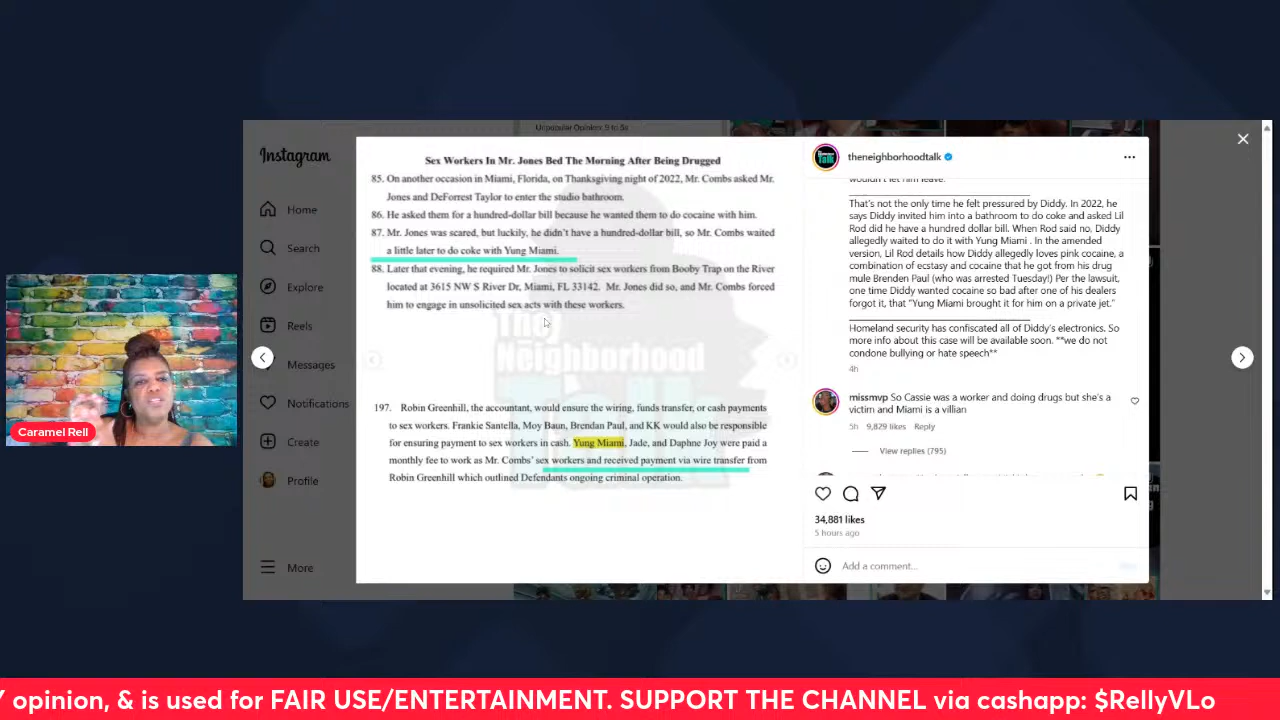 Unpopular Opinion: 9 to 5s
Instagram
Home
Search
Explore
Reels
Messages
Notifications
Create
Profile
More
Caramel Rell
Sex Workers In Mr. Jones Bed The Morning After Being Drugged
85. On another occasion in Miami, Florida, on Thanksgiving night of 2022, Mr. Combs asked Mr.
Jones and DeForrest Taylor to enter the studio bathroom.
86. He asked them for a hundred-dollar bill because he wanted them to do cocaine with him.
87. Mr. Jones was scared, but luckily, he didn't have a hundred-dollar bill, so Mr. Combs waited
a little later to do coke with Yung Miami.
88. Later that evening, he required Mr. Jones to solicit sex workers from Booby Trap on the River
located at 3615 NW S River Dr, Miami, FL 33142. Mr. Jones did so, and Mr. Combs forced
him to engage in unsolicited sex acts with these workers.
The
Neighborhood
Talk
197. Robin Greenhill, the accountant, would ensure the wiring, funds transfer, or cash payments
to sex workers. Frankie Santella, Moy Baun, Brendan Paul, and KK would also be responsible
for ensuring payment to sex workers in cash. Yung Miami, Jade, and Daphne Joy were paid a
monthly fee to work as Mr. Combs' sex workers and received payment via wire transfer from
Robin Greenhill which outlined Defendants ongoing criminal operation.
theneighborhoodtalk
wouldn't let him leave.
That's not the only time he felt pressured by Diddy. In 2022, he
says Diddy invited him into a bathroom to do coke and asked Lil
Rod did he have a hundred dollar bill. When Rod said no, Diddy
allegedly waited to do it with Yung Miami . In the amended
version, Lil Rod details how Diddy allegedly loves pink cocaine, a
combination of ecstasy and cocaine that he got from his drug
mule Brenden Paul (who was arrested Tuesday!) Per the lawsuit,
one time Diddy wanted cocaine so bad after one of his dealers
forgot it, that "Yung Miami brought it for him on a private jet."
Homeland security has confiscated all of Diddy's electronics. So
more info about this case will be available soon. **we do not
condone bullying or hate speech**
4h
missmvp So Cassie was a worker and doing drugs but she's a
victim and Miami is a villian
5h 9,829 likes Reply
View replies (795)
34,881 likes
5 hours ago
Add a comment...
opinion, & is used for FAIR USE/ENTERTAINMENT. SUPPORT THE CHANNEL via cashapp: $RellyVLo